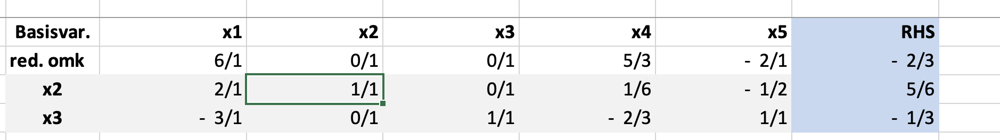 Basisvar. x1 x2 x3 x4 x5 RHS
red. omk 6/1 0/1 0/1 5/3 - 2/1 - 2/3
x2 2/1 1/1 0/1 1/6 - 1/2 5/6
x3 - 3/1 0/1 1/1 - 2/3 1/1 - 1/3